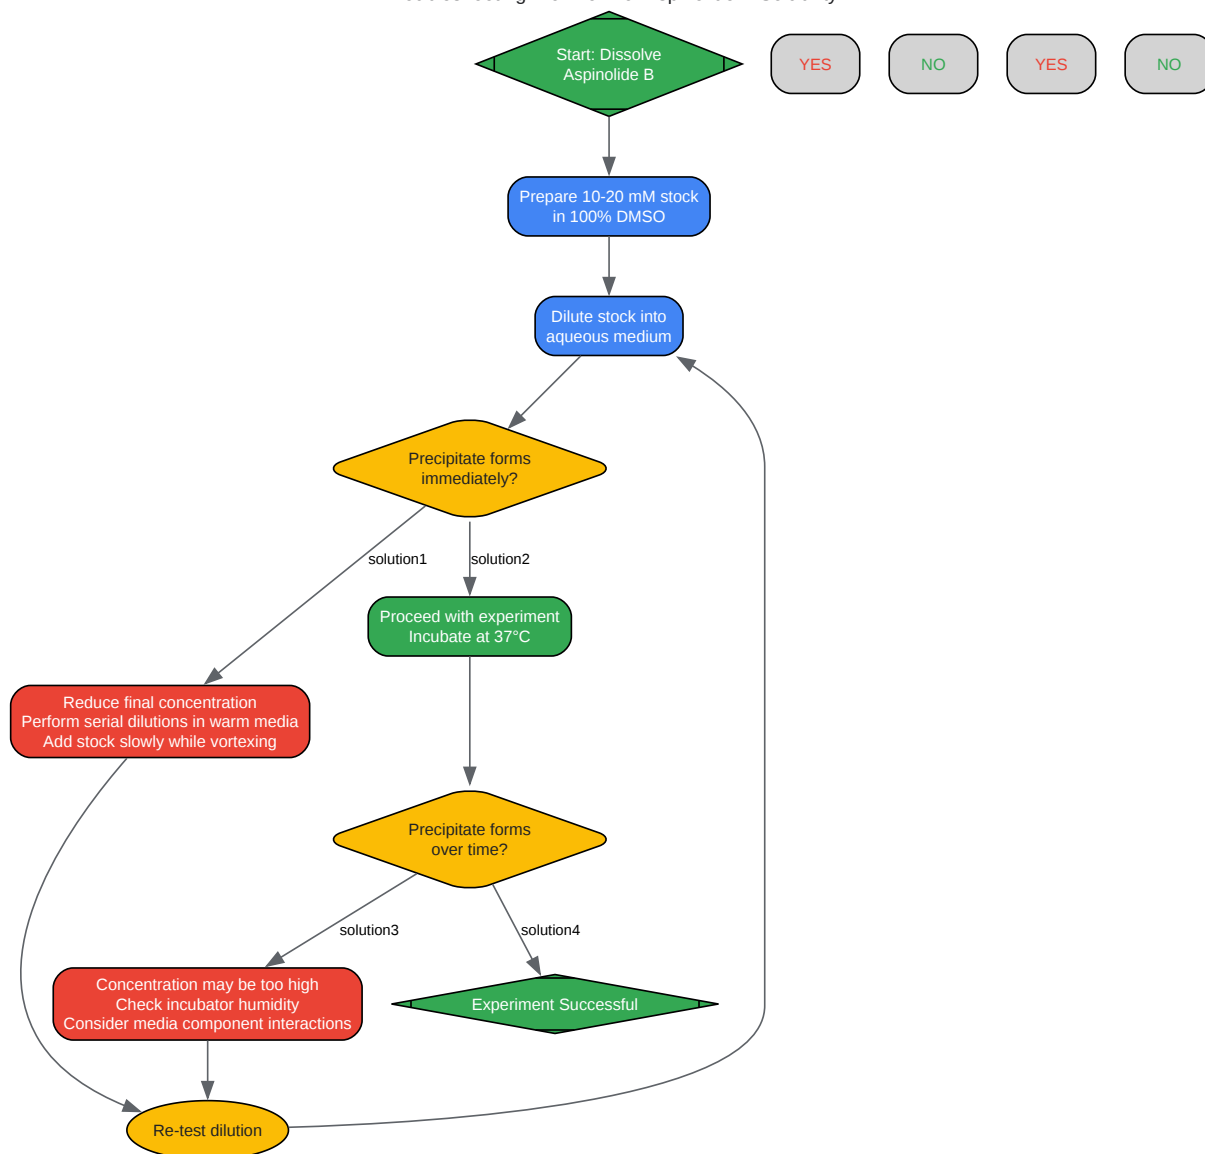 Start: Dissolve
Aspinolide B
YES
NO
YES
NO
Prepare 10-20 mM stock
in 100% DMSO
Dilute stock into
aqueous medium
Precipitate forms
immediately?
solution1
solution2
Proceed with experiment
Incubate at 37°C
Reduce final concentration
Perform serial dilutions in warm media
Add stock slowly while vortexing
Precipitate forms
over time?
solution3
solution4
Concentration may be too high
Check incubator humidity
Consider media component interactions
Experiment Successful
Re-test dilution